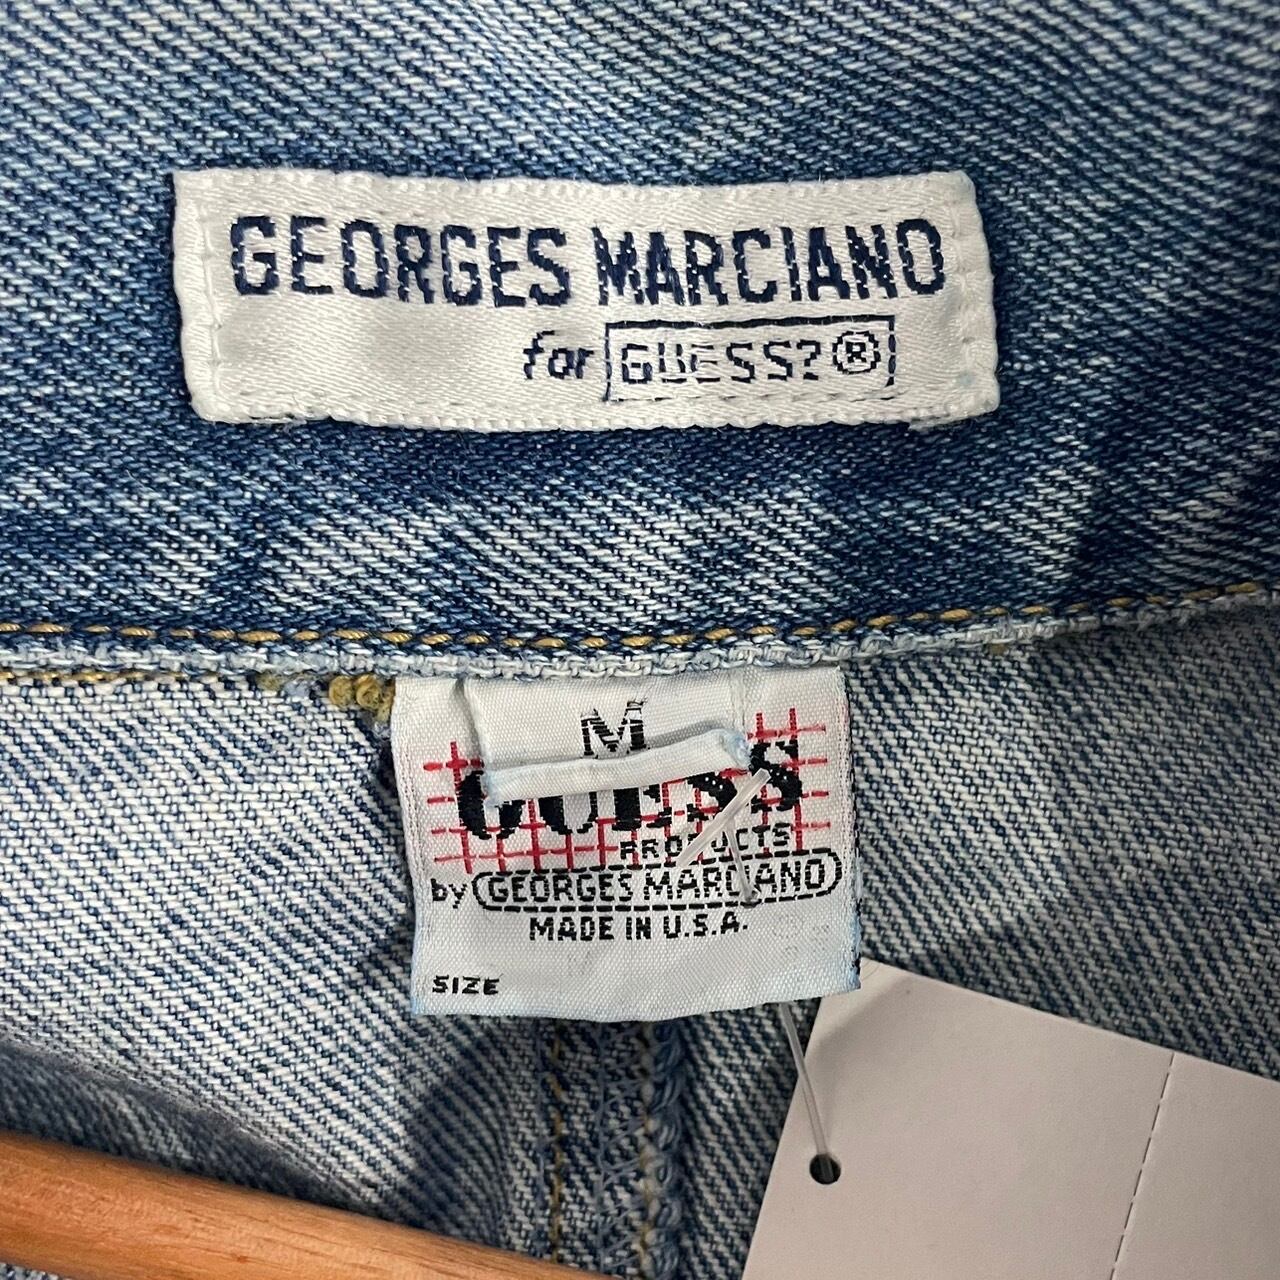 GEORGES MARCIANO
for GUESS?®
M
GUESS
PRODUCTS
by GEORGES MARCIANO
MADE IN U.S.A.
SIZE